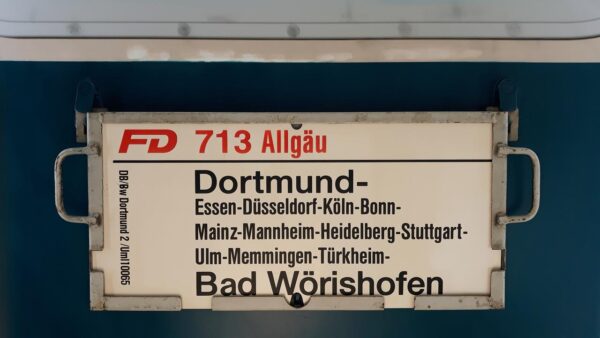 FD 713 Allgäu
Dortmund-
Essen-Düsseldorf-Köln-Bonn-
Mainz-Mannheim-Heidelberg-Stuttgart-
Ulm-Memmingen-Türkheim-
Bad Wörishofen
DB/Bw Dortmund 2 /Uml10065